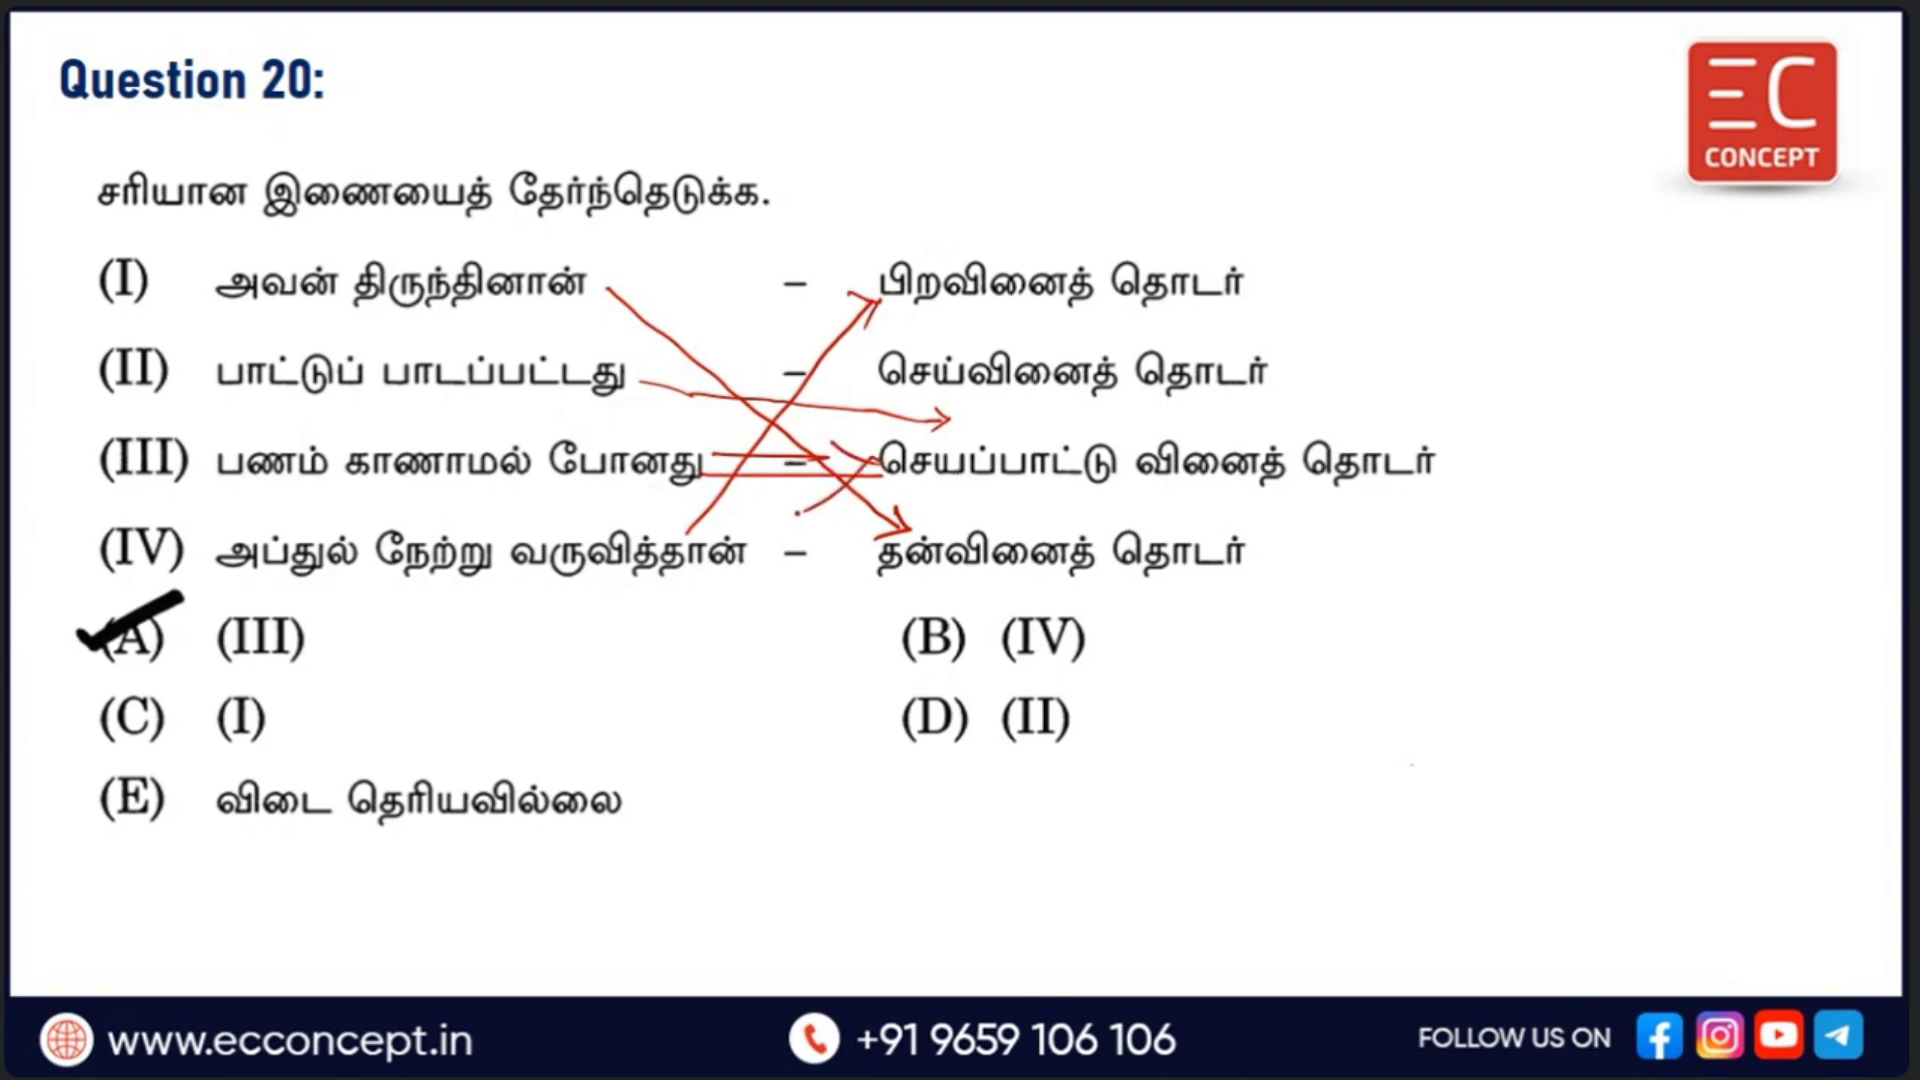 Question 20:
EC
CONCEPT
சரியான இணையைத் தேர்ந்தெடுக்க.
(I) அவன் திருந்தினான் – பிறவினைத் தொடர்
(II) பாட்டுப் பாடப்பட்டது – செய்வினைத் தொடர்
(III) பணம் காணாமல் போனது – செயப்பாட்டு வினைத் தொடர்
(IV) அப்துல் நேற்று வருவித்தான் – தன்வினைத் தொடர்
(A) (III) (B) (IV)
(C) (I) (D) (II)
(E) விடை தெரியவில்லை
www.ecconcept.in +91 9659 106 106 FOLLOW US ON